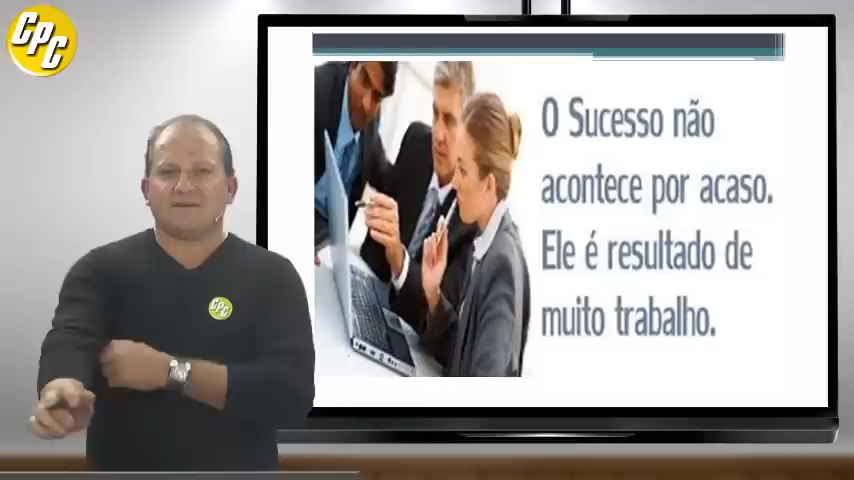 CPC
O Sucesso não
acontece por acaso.
Ele é resultado de
muito trabalho.
CPC